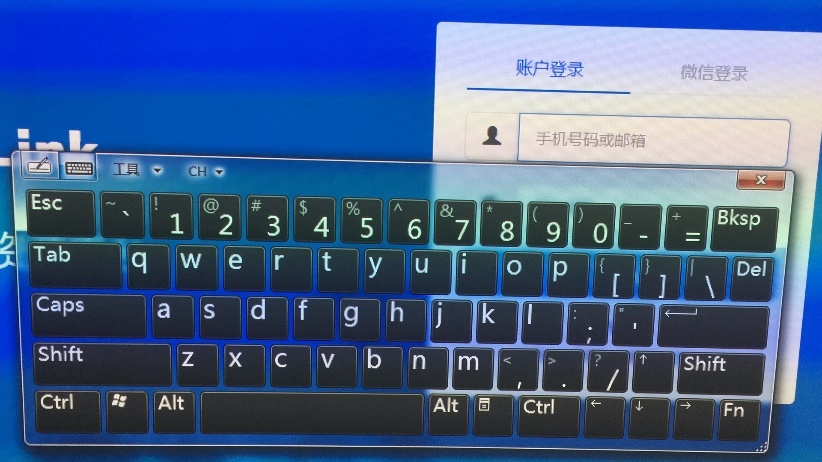 账户登录 微信登录
手机号码或邮箱
工具 CH
Esc ~ ` ! 1 @ 2 # 3 $ 4 % 5 ^ 6 & 7 * 8 ( 9 ) 0 _ - + = Bksp
Tab q w e r t y u i o p { [ } ] | \ Del
Caps a s d f g h j k l : ; " '
Shift z x c v b n m < , > . ? / ↑ Shift
Ctrl Alt Alt Ctrl ← ↓ → Fn